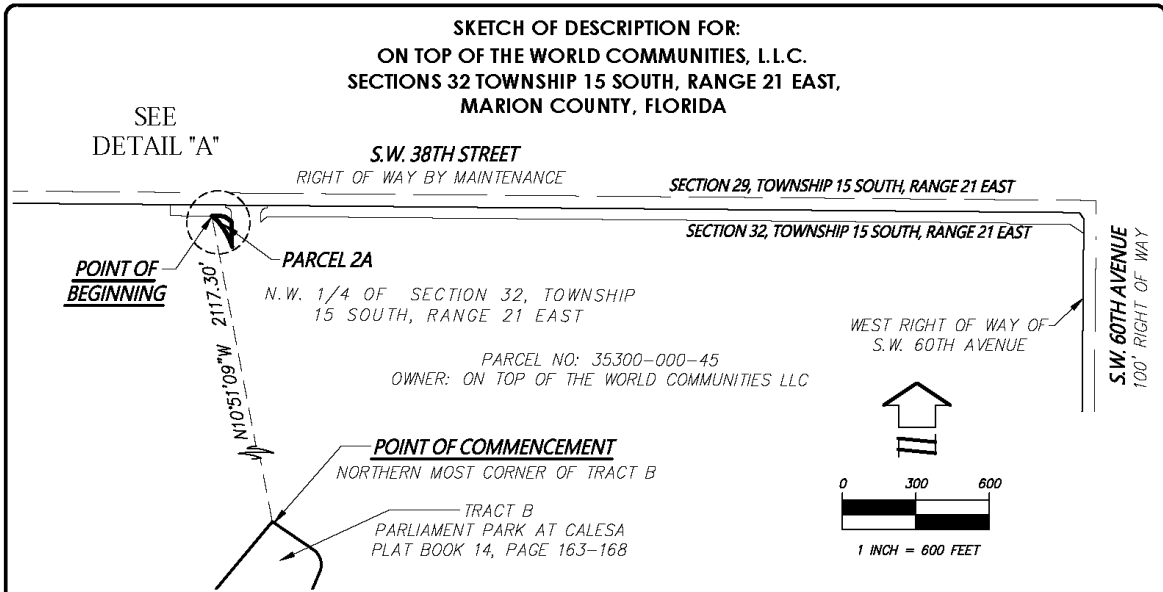 SKETCH OF DESCRIPTION FOR:
ON TOP OF THE WORLD COMMUNITIES, L.L.C.
SECTIONS 32 TOWNSHIP 15 SOUTH, RANGE 21 EAST,
MARION COUNTY, FLORIDA
SEE
DETAIL "A"
S.W. 38TH STREET
RIGHT OF WAY BY MAINTENANCE
SECTION 29, TOWNSHIP 15 SOUTH, RANGE 21 EAST
SECTION 32, TOWNSHIP 15 SOUTH, RANGE 21 EAST
POINT OF
BEGINNING
PARCEL 2A
N.W. 1/4 OF SECTION 32, TOWNSHIP
15 SOUTH, RANGE 21 EAST
N10°51'09"W 2117.30'
WEST RIGHT OF WAY OF
S.W. 60TH AVENUE
S.W. 60TH AVENUE
100' RIGHT OF WAY
PARCEL NO: 35300-000-45
OWNER: ON TOP OF THE WORLD COMMUNITIES LLC
POINT OF COMMENCEMENT
NORTHERN MOST CORNER OF TRACT B
TRACT B
PARLIAMENT PARK AT CALESA
PLAT BOOK 14, PAGE 163-168
0 300 600
1 INCH = 600 FEET